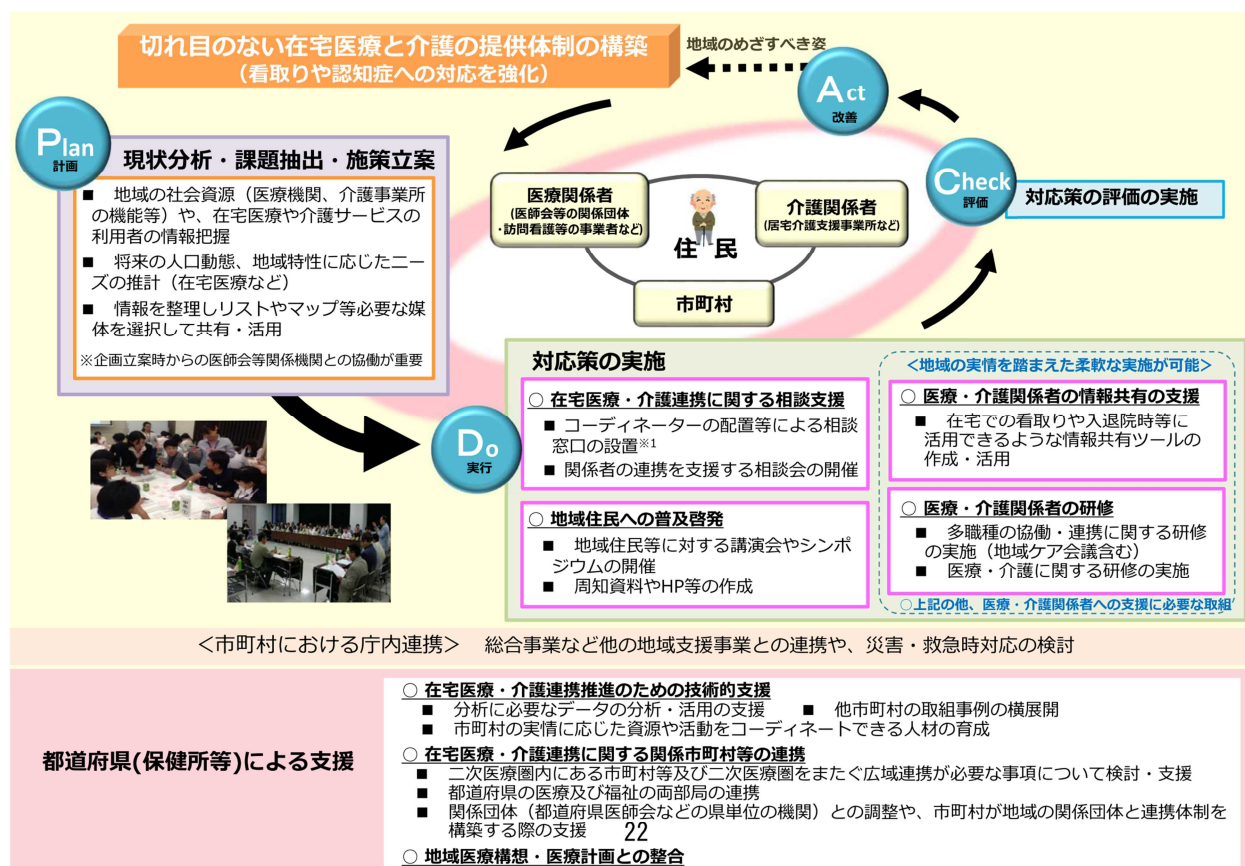 切れ目のない在宅医療と介護の提供体制の構築
（看取りや認知症への対応を強化）
地域のめざすべき姿
Act
改善
Plan
計画
現状分析・課題抽出・施策立案
■ 地域の社会資源（医療機関、介護事業所
の機能等）や、在宅医療や介護サービスの
利用者の情報把握
■ 将来の人口動態、地域特性に応じたニー
ズの推計（在宅医療など）
■ 情報を整理しリストやマップ等必要な媒
体を選択して共有・活用
※企画立案時からの医師会等関係機関との協働が重要
医療関係者
(医師会等の関係団体
・訪問看護等の事業者など)
介護関係者
(居宅介護支援事業所など)
住民
市町村
Check
評価
対応策の評価の実施
Do
実行
対応策の実施
○ 在宅医療・介護連携に関する相談支援
■ コーディネーターの配置等による相談
窓口の設置※1
■ 関係者の連携を支援する相談会の開催
○ 地域住民への普及啓発
■ 地域住民等に対する講演会やシンポ
ジウムの開催
■ 周知資料やHP等の作成
<地域の実情を踏まえた柔軟な実施が可能>
○ 医療・介護関係者の情報共有の支援
■ 在宅での看取りや入退院時等に
活用できるような情報共有ツールの
作成・活用
○ 医療・介護関係者の研修
■ 多職種の協働・連携に関する研修
の実施（地域ケア会議含む）
■ 医療・介護に関する研修の実施
○上記の他、医療・介護関係者への支援に必要な取組
＜市町村における庁内連携＞ 総合事業など他の地域支援事業との連携や、災害・救急時対応の検討
都道府県(保健所等)による支援
○ 在宅医療・介護連携推進のための技術的支援
■ 分析に必要なデータの分析・活用の支援 ■ 他市町村の取組事例の横展開
■ 市町村の実情に応じた資源や活動をコーディネートできる人材の育成
○ 在宅医療・介護連携に関する関係市町村等の連携
■ 二次医療圏内にある市町村等及び二次医療圏をまたぐ広域連携が必要な事項について検討・支援
■ 都道府県の医療及び福祉の両部局の連携
■ 関係団体（都道府県医師会などの県単位の機関）との調整や、市町村が地域の関係団体と連携体制を
構築する際の支援
22
○ 地域医療構想・医療計画との整合